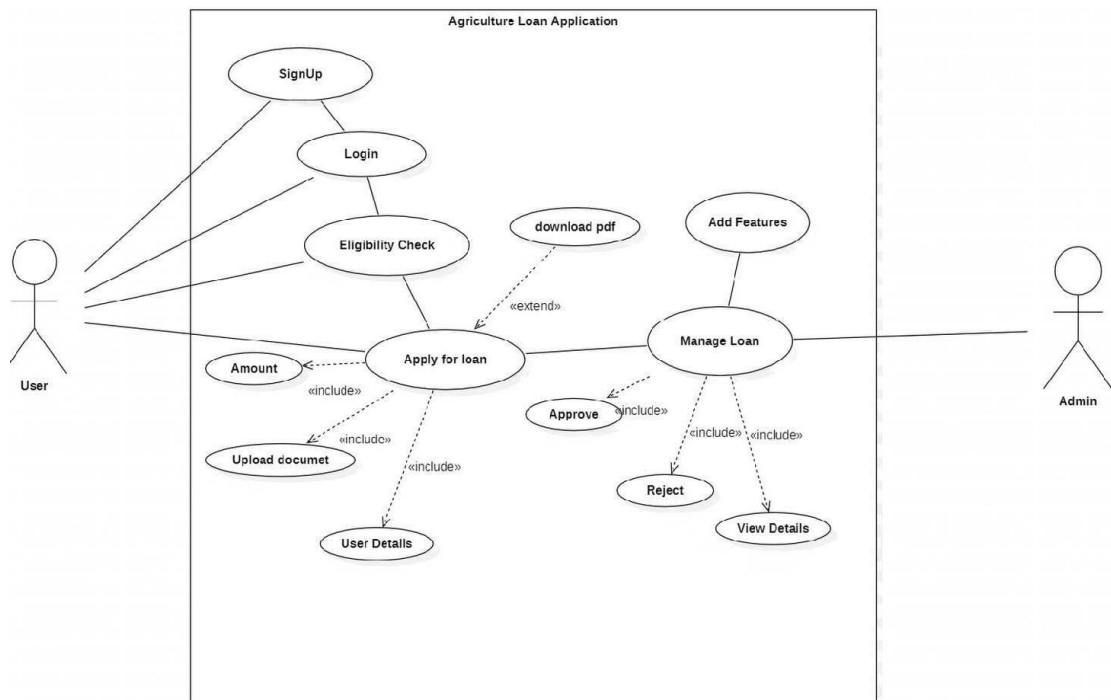 Agriculture Loan Application
SignUp
Login
Eligibility Check
download pdf
Add Features
«extend»
Apply for loan
Manage Loan
Amount
«include»
Approve
«include»
User
Admin
«include»
«include»
«include»
Upload documet
«include»
Reject
View Details
User Details